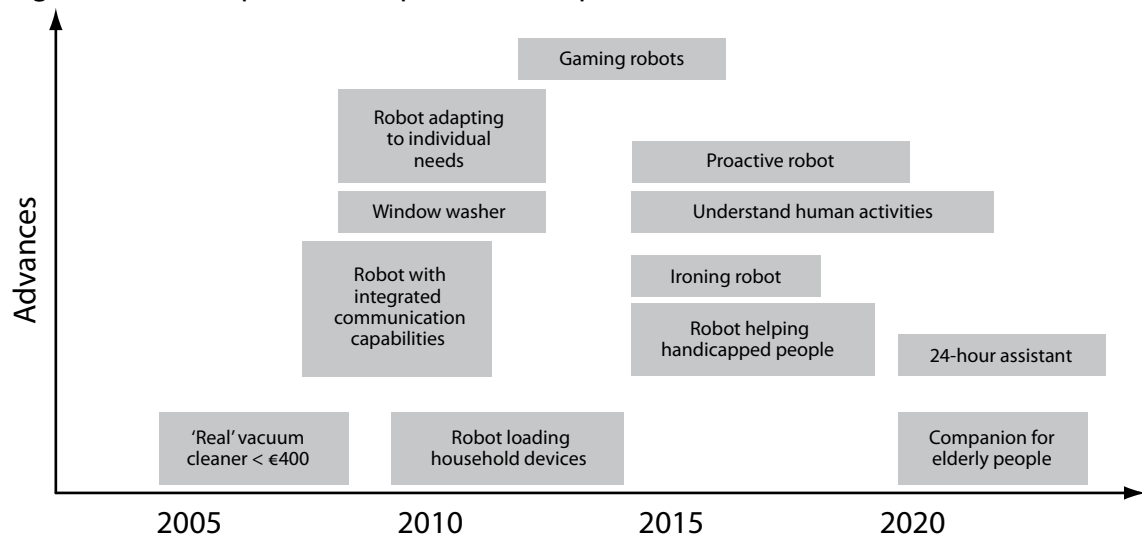 Advances
Gaming robots
Robot adapting
to individual
needs
Proactive robot
Window washer
Understand human activities
Robot with
integrated
communication
capabilities
Ironing robot
Robot helping
handicapped people
24-hour assistant
‘Real’ vacuum
cleaner < €400
Robot loading
household devices
Companion for
elderly people
2005
2010
2015
2020